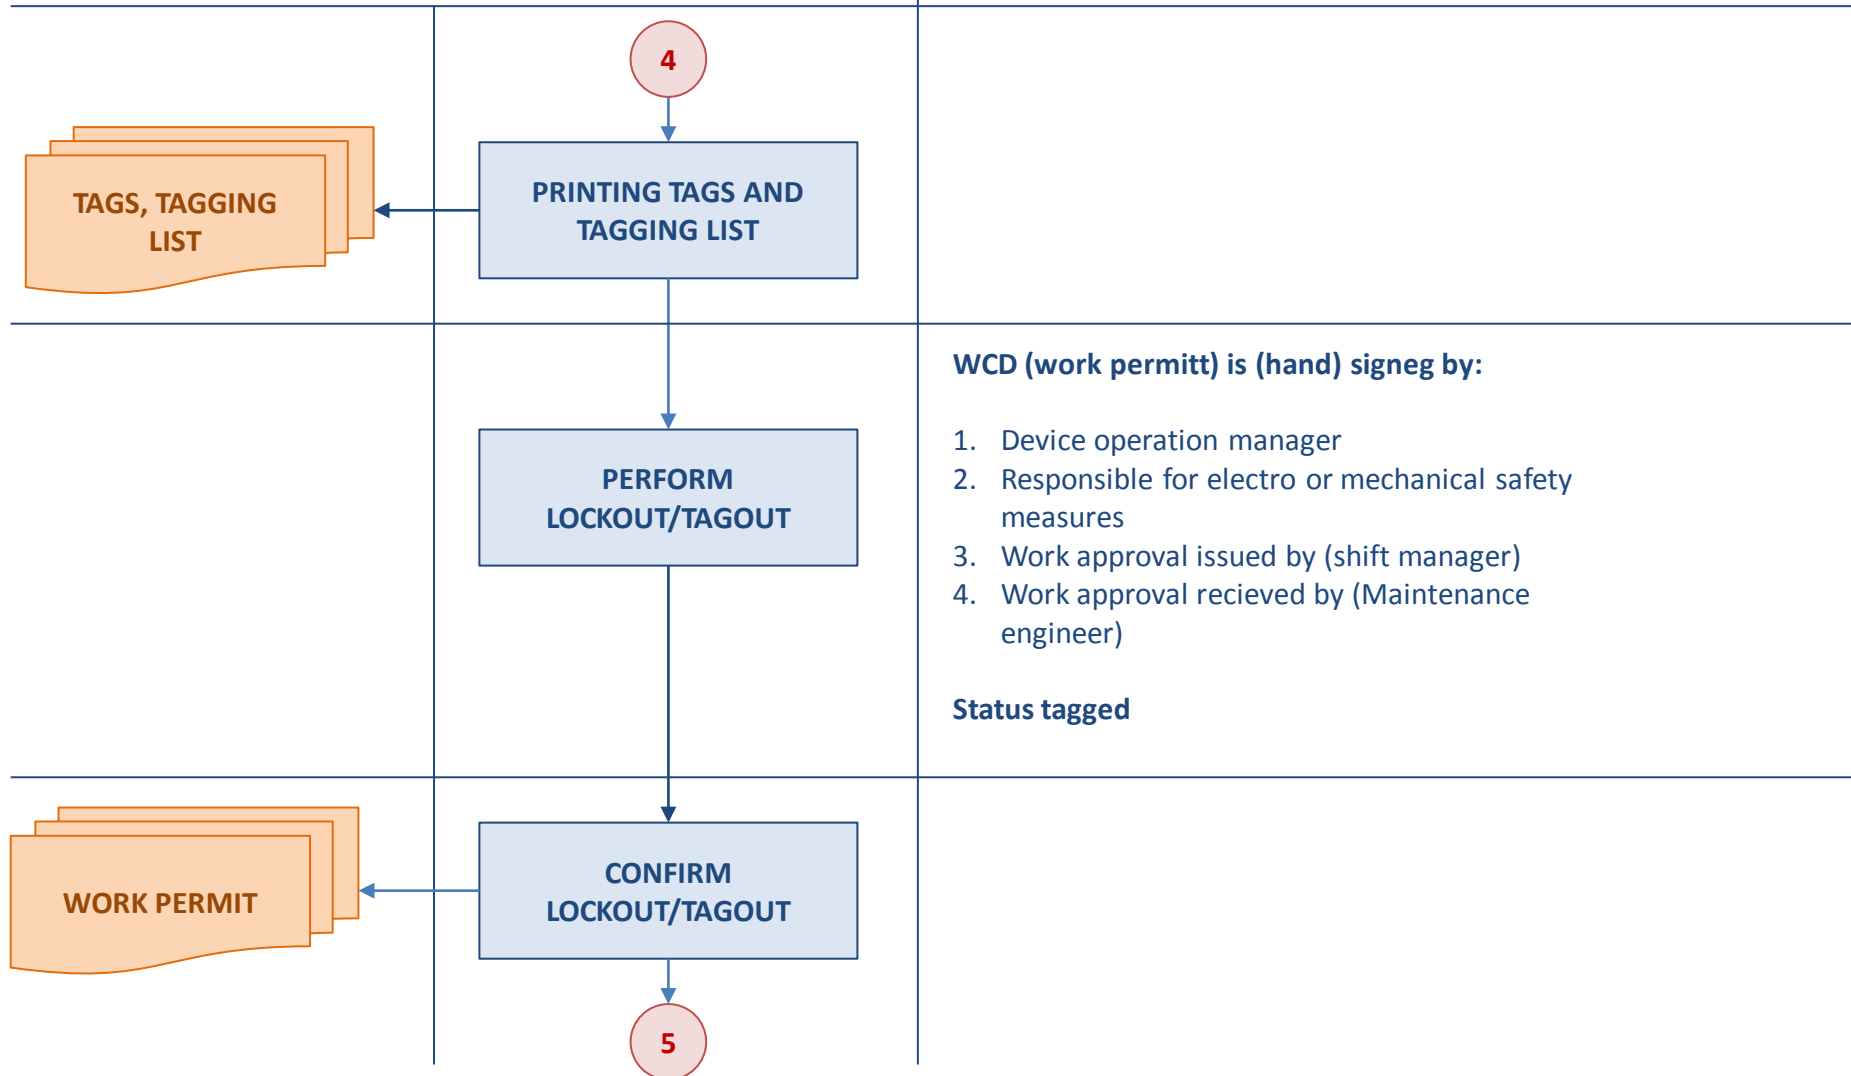 4
TAGS, TAGGING
LIST
PRINTING TAGS AND
TAGGING LIST
PERFORM
LOCKOUT/TAGOUT
WCD (work permitt) is (hand) signeg by:
1. Device operation manager
2. Responsible for electro or mechanical safety
measures
3. Work approval issued by (shift manager)
4. Work approval recieved by (Maintenance
engineer)
Status tagged
WORK PERMIT
CONFIRM
LOCKOUT/TAGOUT
5